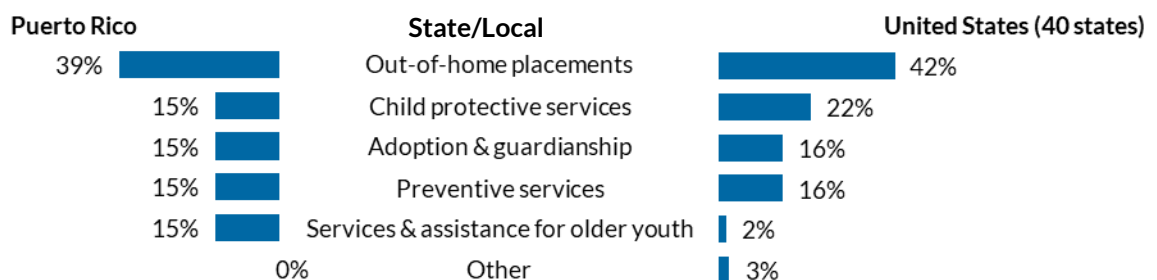 Puerto Rico State/Local United States (40 states)
39% Out-of-home placements 42%
15% Child protective services 22%
15% Adoption & guardianship 16%
15% Preventive services 16%
15% Services & assistance for older youth 2%
0% Other 3%